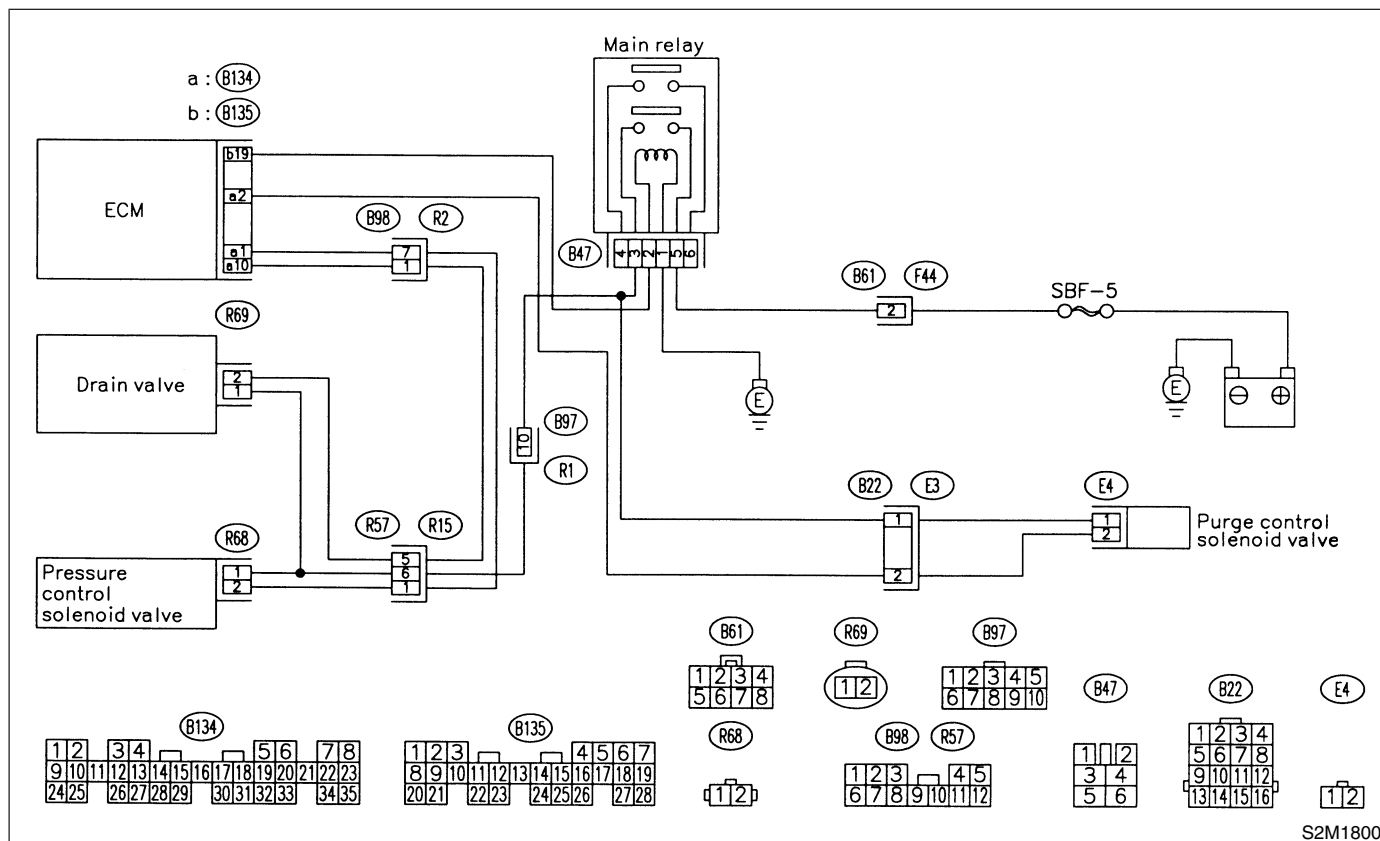 Main relay
a : B134
b : B135
b19
a2
ECM
a1
a10
B98 R2
7
1
B47
4 3 2 1 5 6
B61 F44
2
SBF-5
E
⊖ ⊕
E
R69
Drain valve
2
1
B97
10
R1
B22 E3
1
2
E4
1
2
Purge control
solenoid valve
R57 R15
5
6
1
R68
1
2
Pressure
control
solenoid valve
B61
1 2 3 4
5 6 7 8
R69
1 2
B97
1 2 3 4 5
6 7 8 9 10
B47
1 2
3 4
5 6
B22
1 2 3 4
5 6 7 8
9 10 11 12
13 14 15 16
E4
1 2
B134
1 2 3 4 5 6 7 8
9 10 11 12 13 14 15 16 17 18 19 20 21 22 23
24 25 26 27 28 29 30 31 32 33 34 35
B135
1 2 3 4 5 6 7
8 9 10 11 12 13 14 15 16 17 18 19
20 21 22 23 24 25 26 27 28
R68
1 2
B98 R57
1 2 3 4 5
6 7 8 9 10 11 12
S2M1800